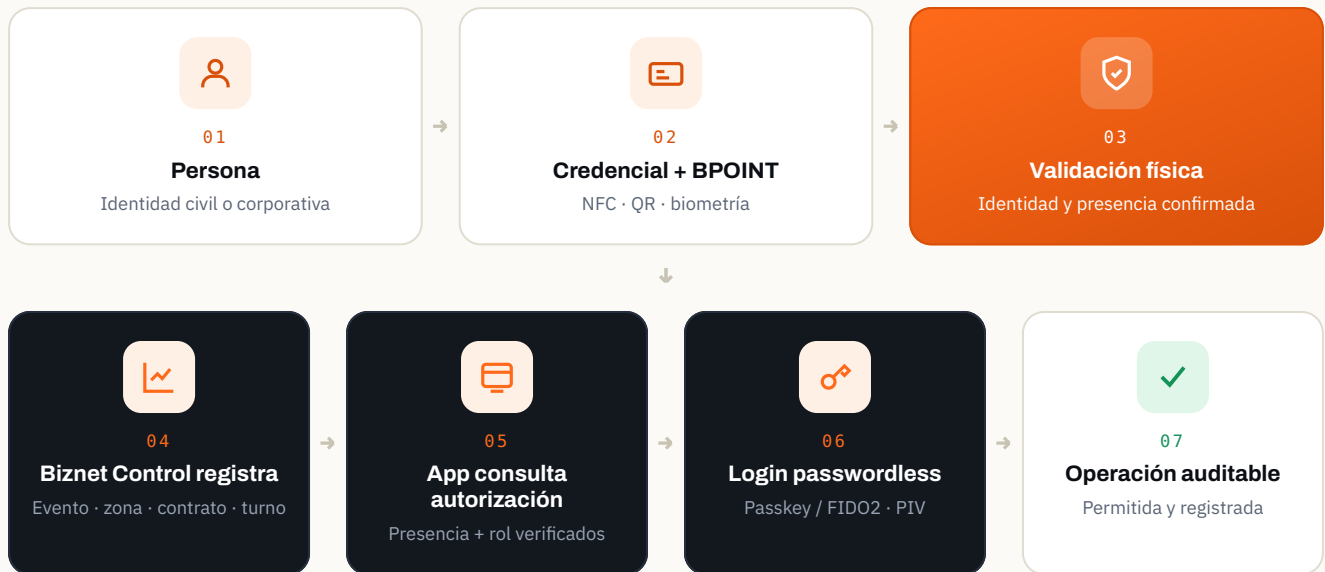 01
Persona
Identidad civil o corporativa
02
Credencial + BPOINT
NFC · QR · biometría
03
Validación física
Identidad y presencia confirmada
04
Biznet Control registra
Evento · zona · contrato · turno
05
App consulta
autorización
Presencia + rol verificados
06
Login passwordless
Passkey / FIDO2 · PIV
07
Operación auditable
Permitida y registrada